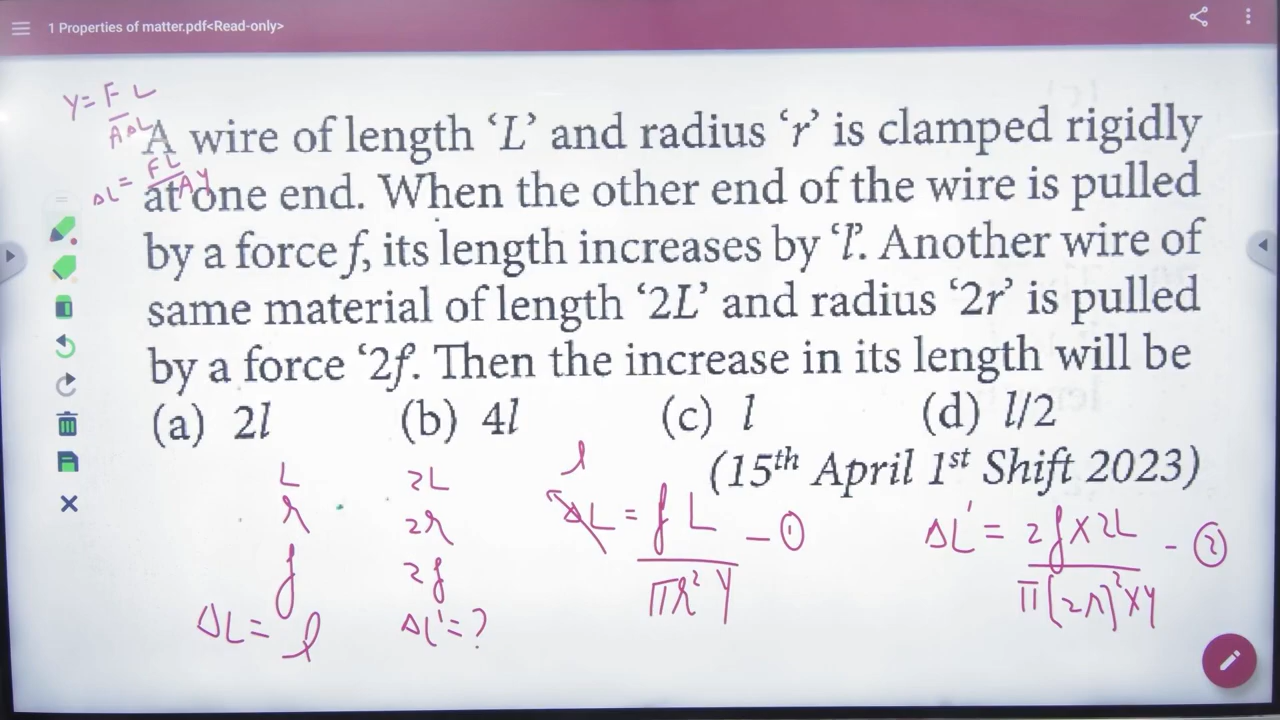 1 Properties of matter.pdf<Read-only>
Y = F L
A ΔL
ΔL = FL
AY
A wire of length ‘L’ and radius ‘r’ is clamped rigidly
at one end. When the other end of the wire is pulled
by a force f, its length increases by ‘l’. Another wire of
same material of length ‘2L’ and radius ‘2r’ is pulled
by a force ‘2f. Then the increase in its length will be
(a) 2l (b) 4l (c) l (d) l/2
(15th April 1st Shift 2023)
L 2L
r 2r
f 2f
ΔL = l ΔL' = ?
l
ΔL = f L — ①
πr² Y
ΔL' = 2f × 2L — ②
π(2r)² × Y